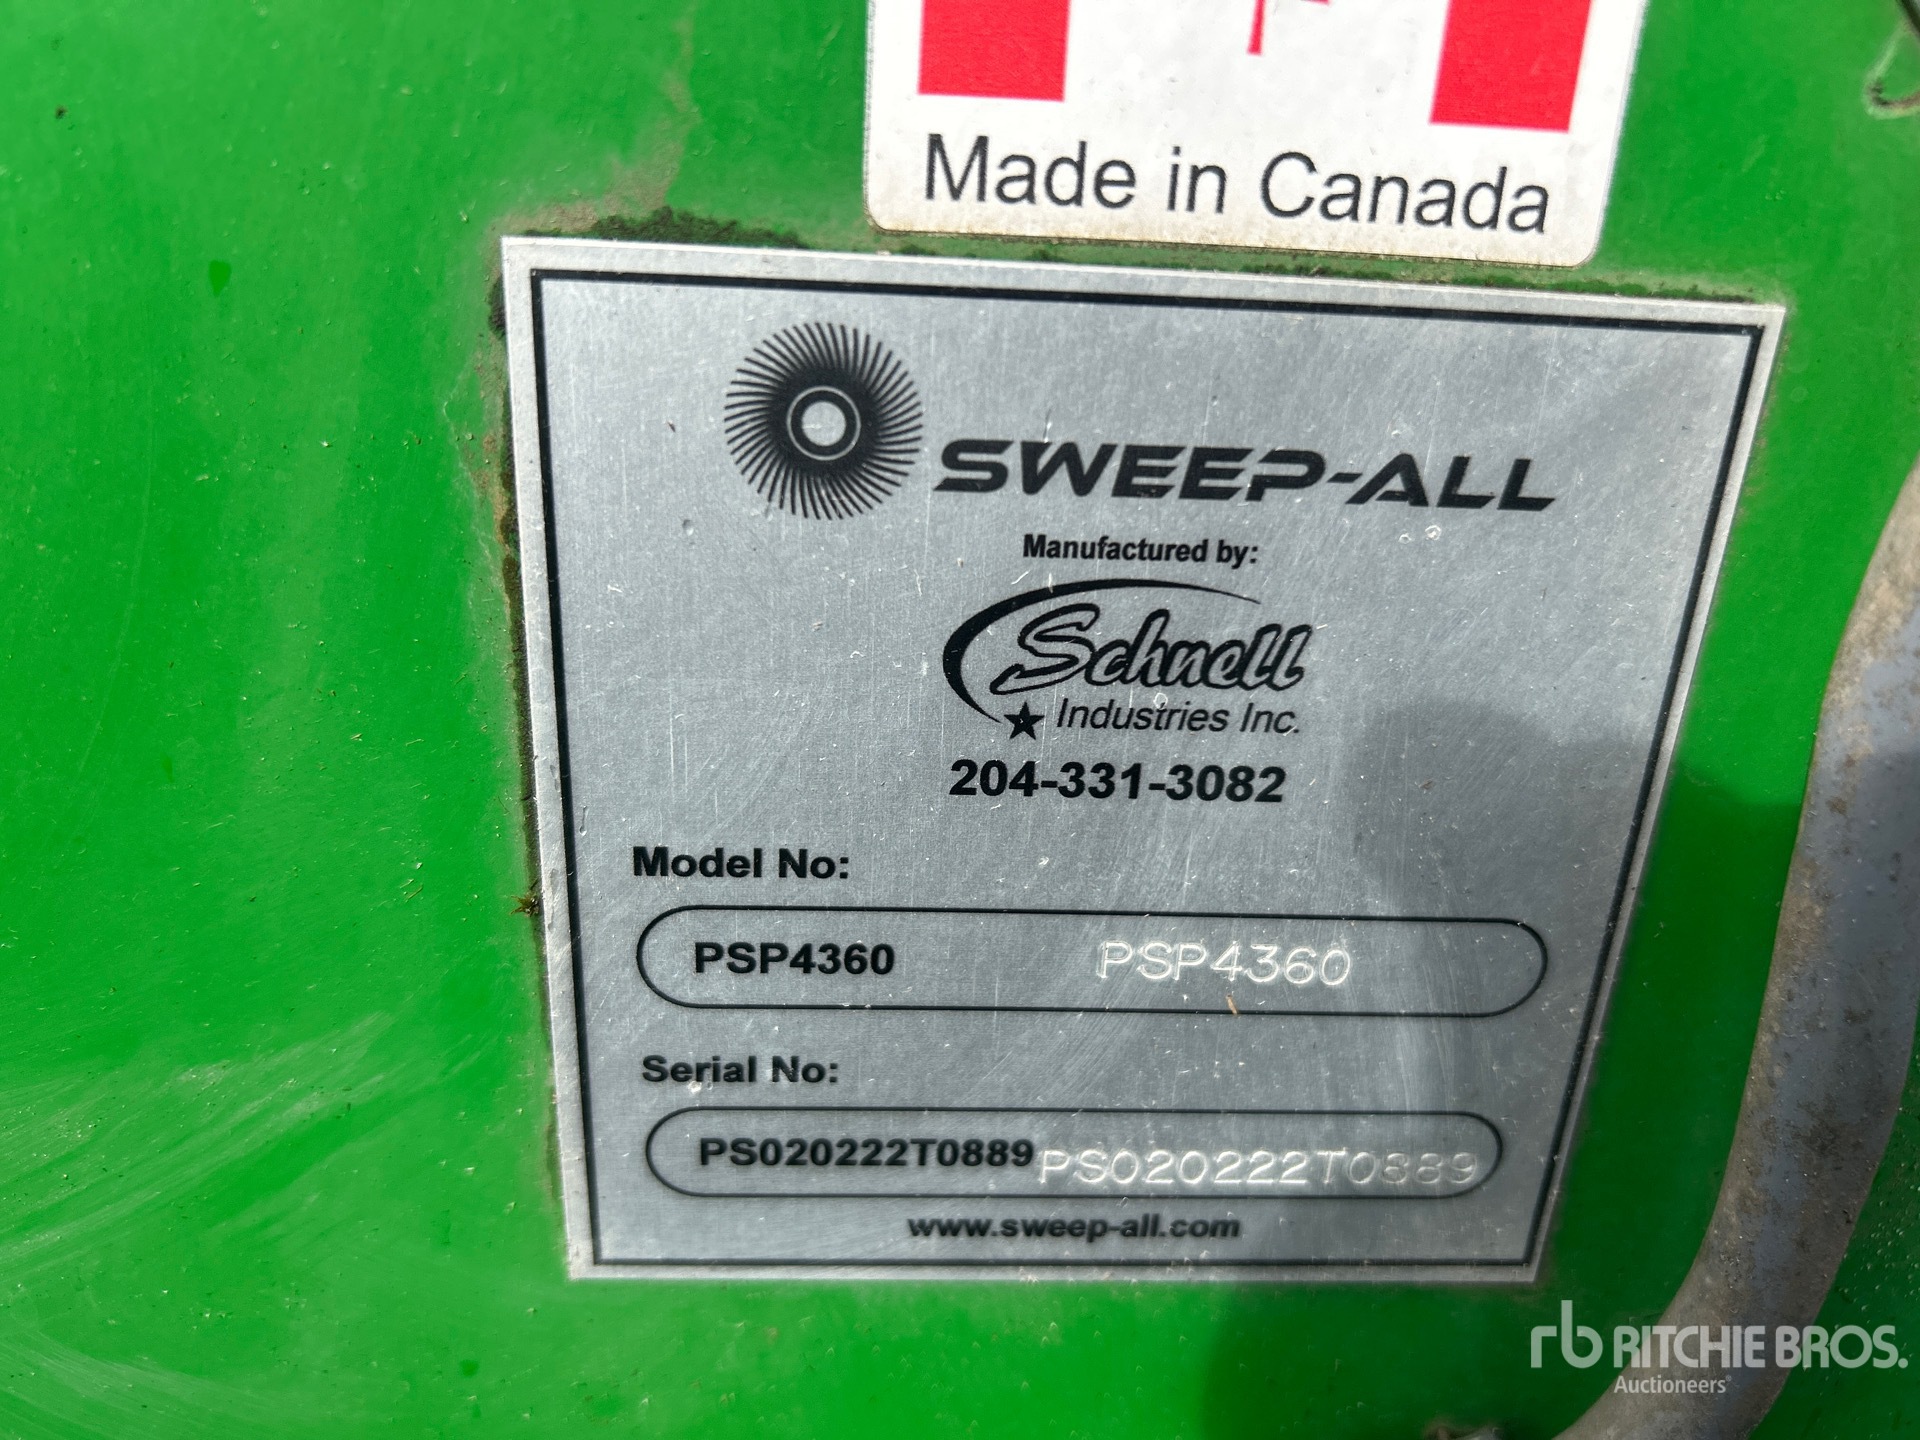 Made in Canada
SWEEP-ALL
Manufactured by:
Schnell
Industries Inc.
204-331-3082
Model No:
PSP4360 PSP4360
Serial No:
PS020222T0889 PS020222T0889
www.sweep-all.com
rb RITCHIE BROS.
Auctioneers